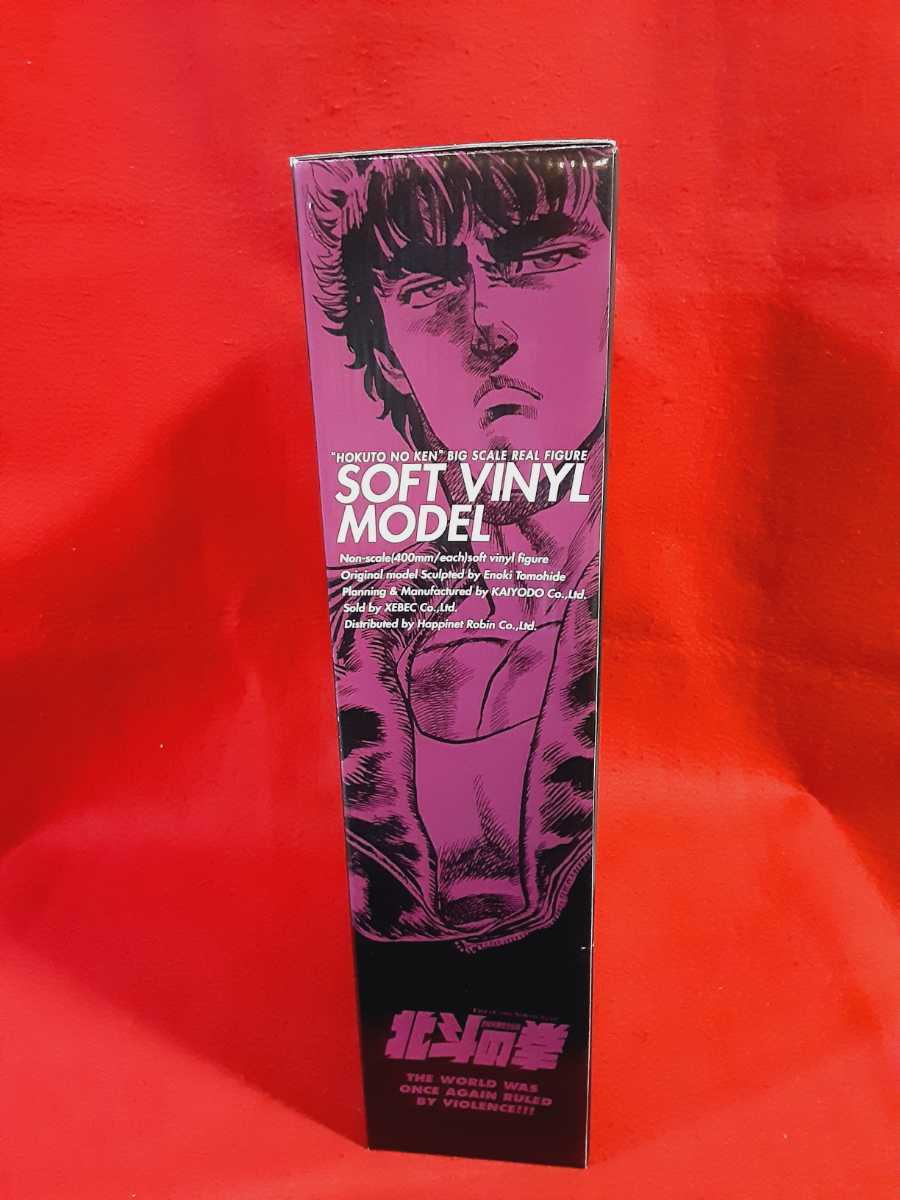 "HOKUTO NO KEN" BIG SCALE REAL FIGURE
SOFT VINYL
MODEL
Non-scale(400mm/each)soft vinyl figure
Original model Sculpted by Enoki Tomohide
Planning & Manufactured by KAIYODO Co.,Ltd.
Sold by XEBEC Co.,Ltd.
Distributed by Happinet Robin Co.,Ltd.
北斗の拳
THE WORLD WAS
ONCE AGAIN RULED
BY VIOLENCE!!!